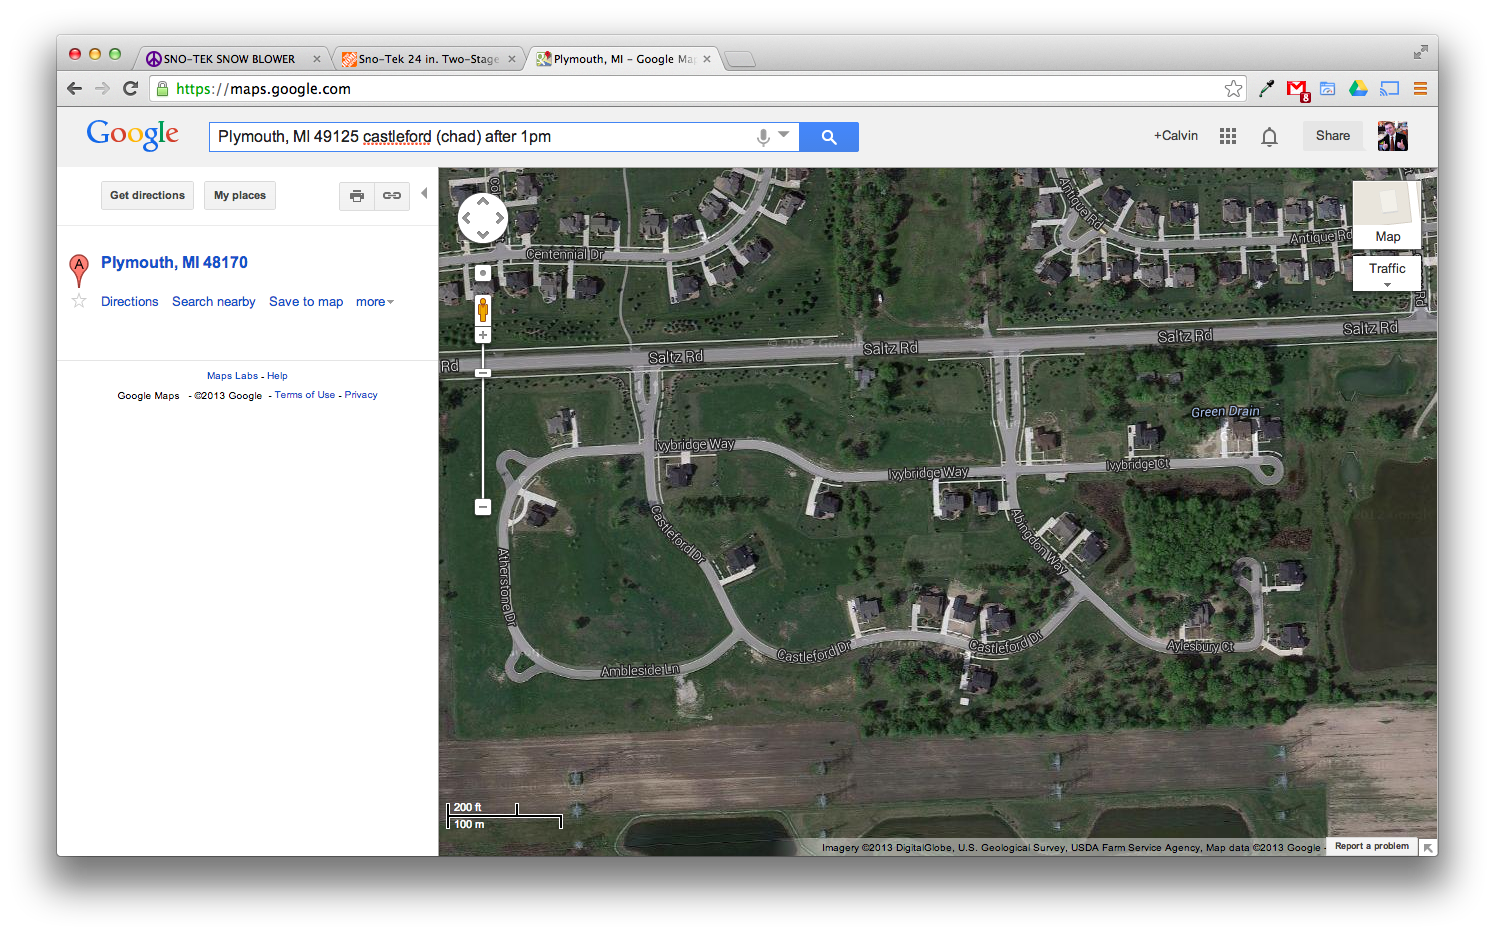 SNO-TEK SNOW BLOWER
Sno-Tek 24 in. Two-Stage
Plymouth, MI - Google Ma
https://maps.google.com
8
Google
Plymouth, MI 49125 castleford (chad) after 1pm
+Calvin
Share
Get directions
My places
A
Plymouth, MI 48170
Directions
Search nearby
Save to map
more
Maps Labs - Help
Google Maps - ©2013 Google - Terms of Use - Privacy
Map
Traffic
Centennial Dr
Antique Rd
Antique Rd
Rd
Rd
Saltz Rd
Saltz Rd
Saltz Rd
Saltz Rd
Green Drain
Ivybridge Way
Ivybridge Way
Ivybridge Ct
Castleford Dr
Abingdon Way
Atherstone Dr
Castleford Dr
Castleford Dr
Aylesbury Ct
Ambleside Ln
200 ft
100 m
Imagery ©2013 DigitalGlobe, U.S. Geological Survey, USDA Farm Service Agency, Map data ©2013 Google -
Report a problem